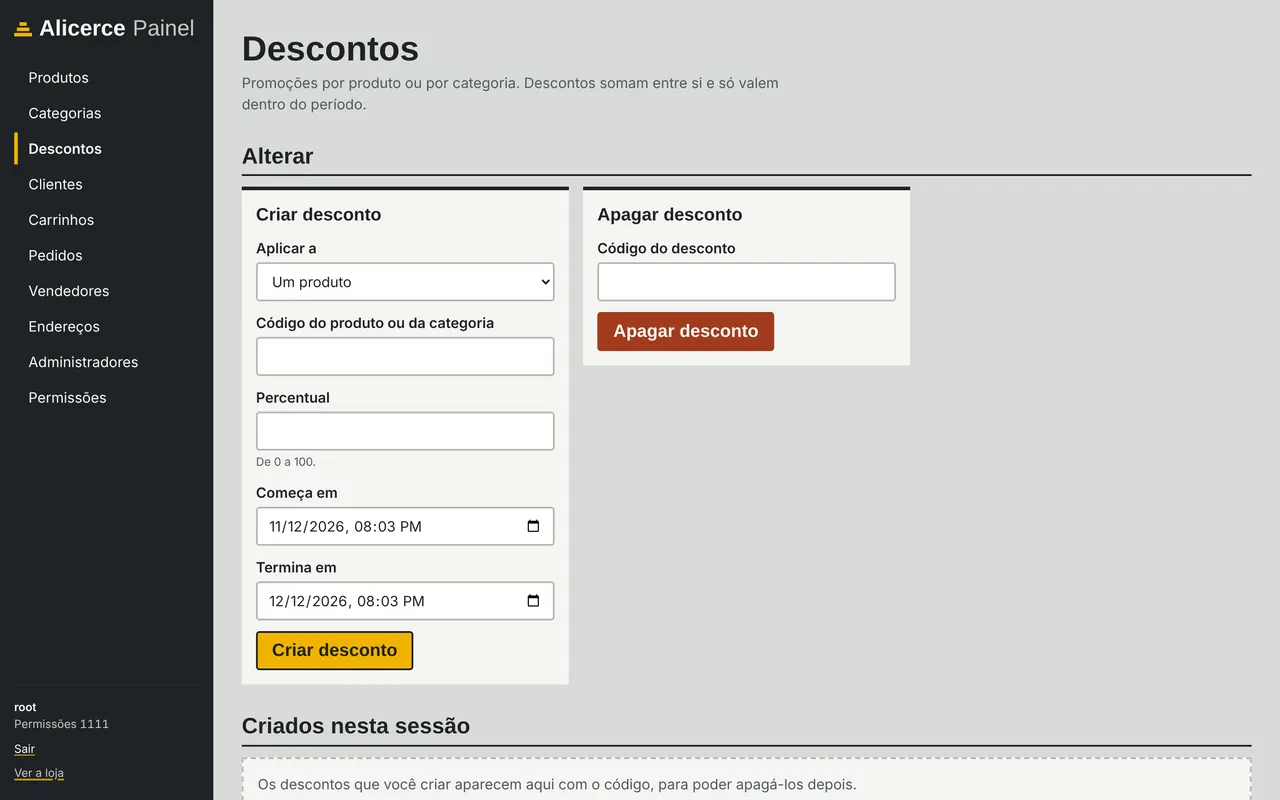 Alicerce Painel
Produtos
Categorias
Descontos
Clientes
Carrinhos
Pedidos
Vendedores
Endereços
Administradores
Permissões
root
Permissões 1111
Sair
Ver a loja
Descontos
Promoções por produto ou por categoria. Descontos somam entre si e só valem
dentro do período.
Alterar
Criar desconto
Aplicar a
Um produto
Código do produto ou da categoria
Percentual
De 0 a 100.
Começa em
11/12/2026, 08:03 PM
Termina em
12/12/2026, 08:03 PM
Criar desconto
Apagar desconto
Código do desconto
Apagar desconto
Criados nesta sessão
Os descontos que você criar aparecem aqui com o código, para poder apagá-los depois.